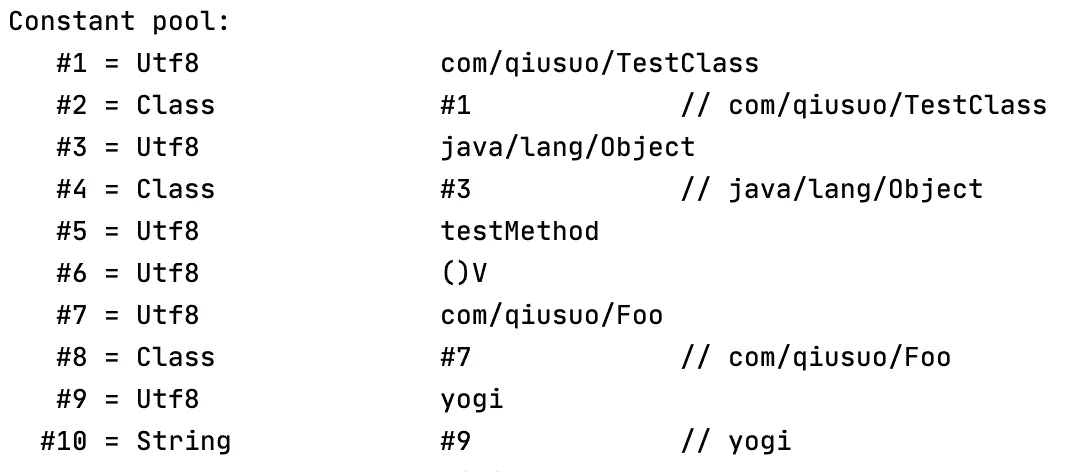 Constant pool:
#1 = Utf8 com/qiusuo/TestClass
#2 = Class #1 // com/qiusuo/TestClass
#3 = Utf8 java/lang/Object
#4 = Class #3 // java/lang/Object
#5 = Utf8 testMethod
#6 = Utf8 ()V
#7 = Utf8 com/qiusuo/Foo
#8 = Class #7 // com/qiusuo/Foo
#9 = Utf8 yogi
#10 = String #9 // yogi